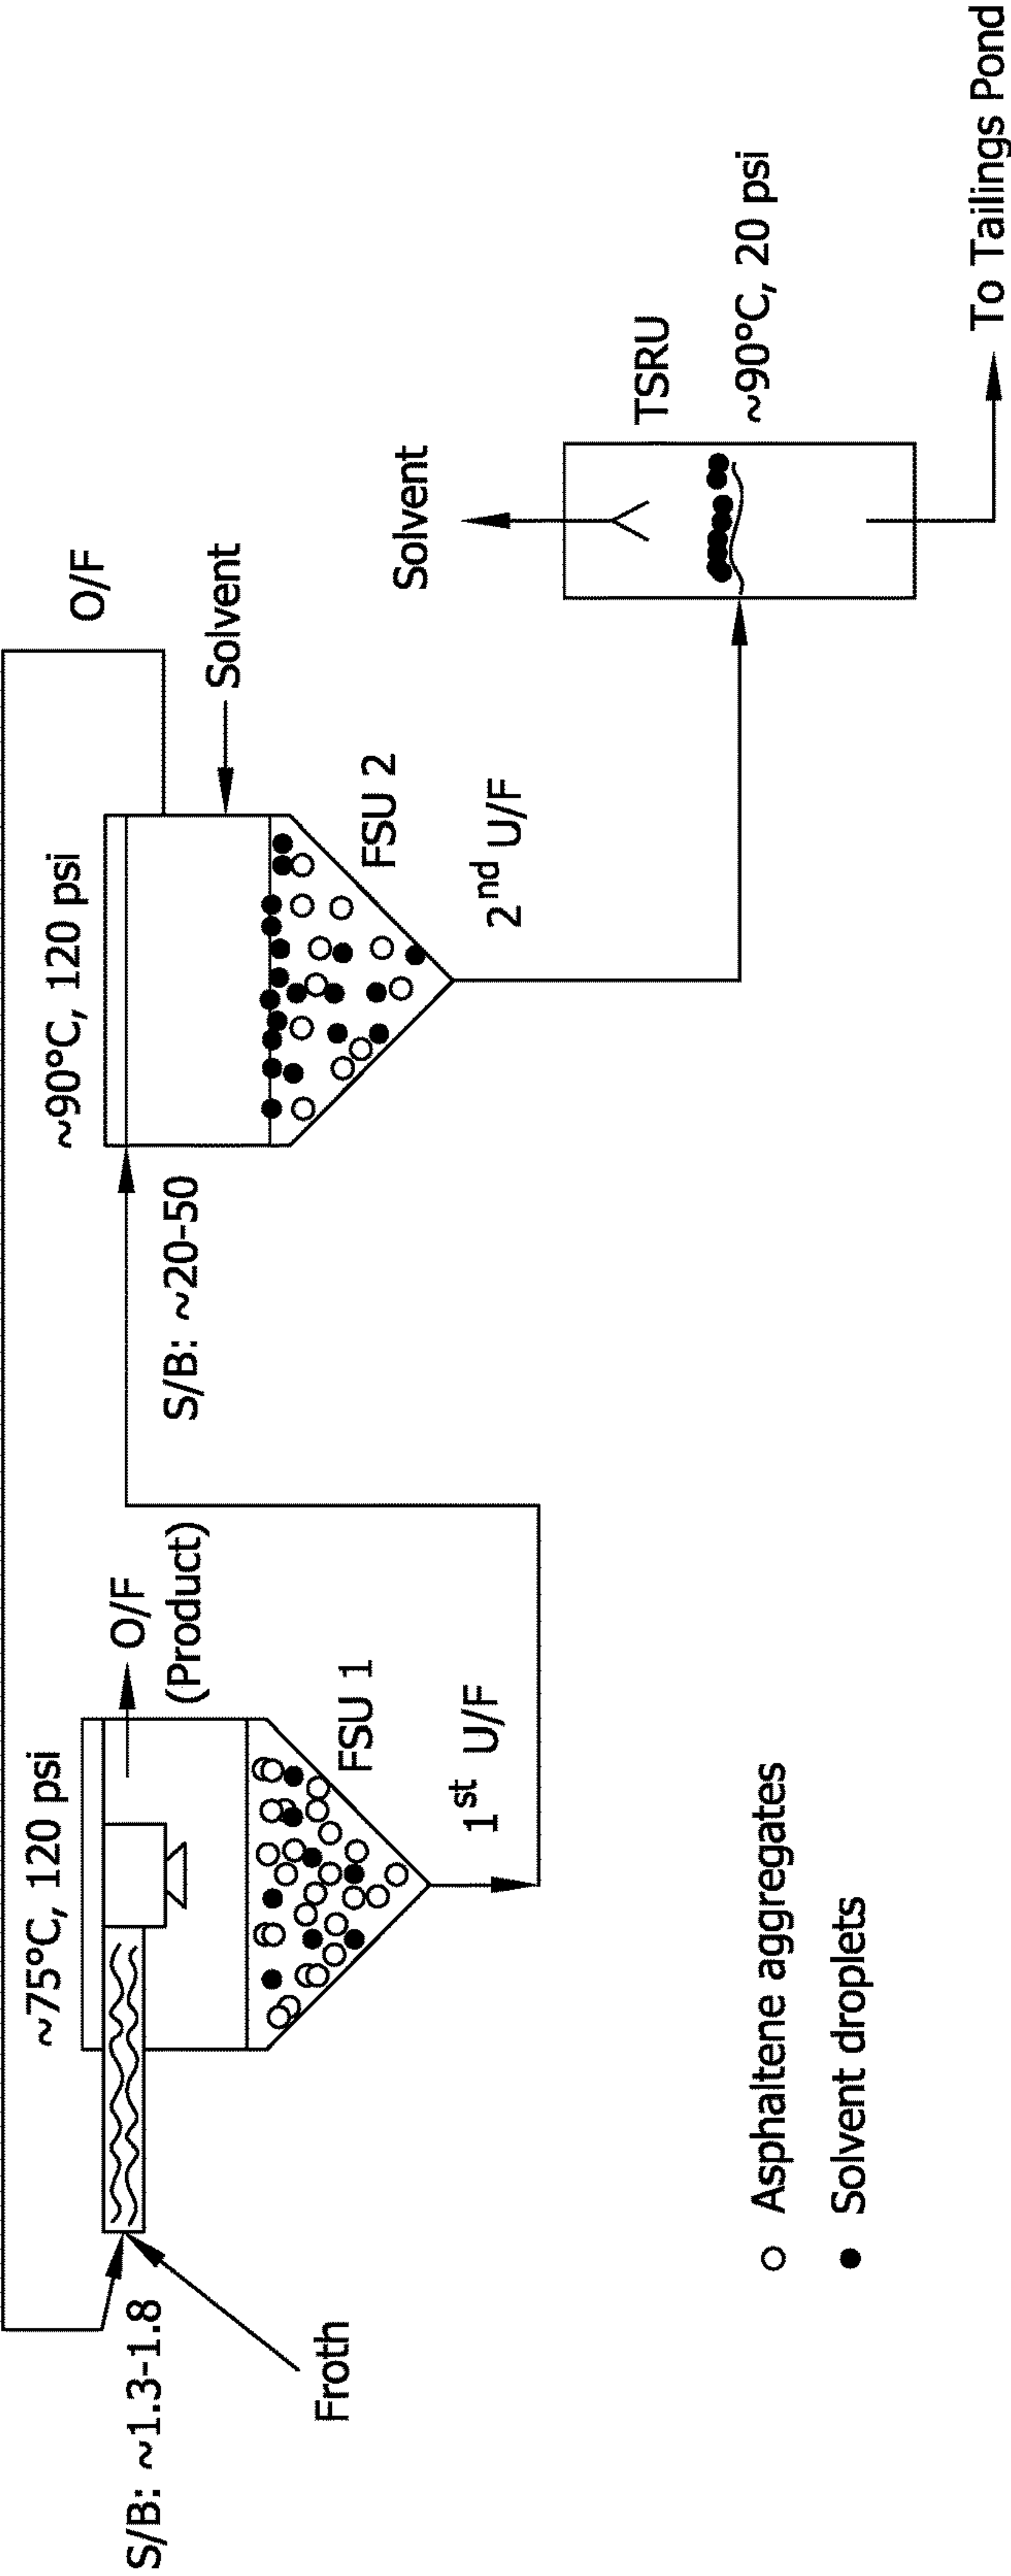 ~75°C, 120 psi
~90°C, 120 psi
O/F
S/B: ~1.3-1.8
Froth
O/F
(Product)
S/B: ~20-50
Solvent
FSU 1
FSU 2
1st U/F
2nd U/F
Solvent
TSRU
~90°C, 20 psi
To Tailings Pond
Asphaltene aggregates
Solvent droplets